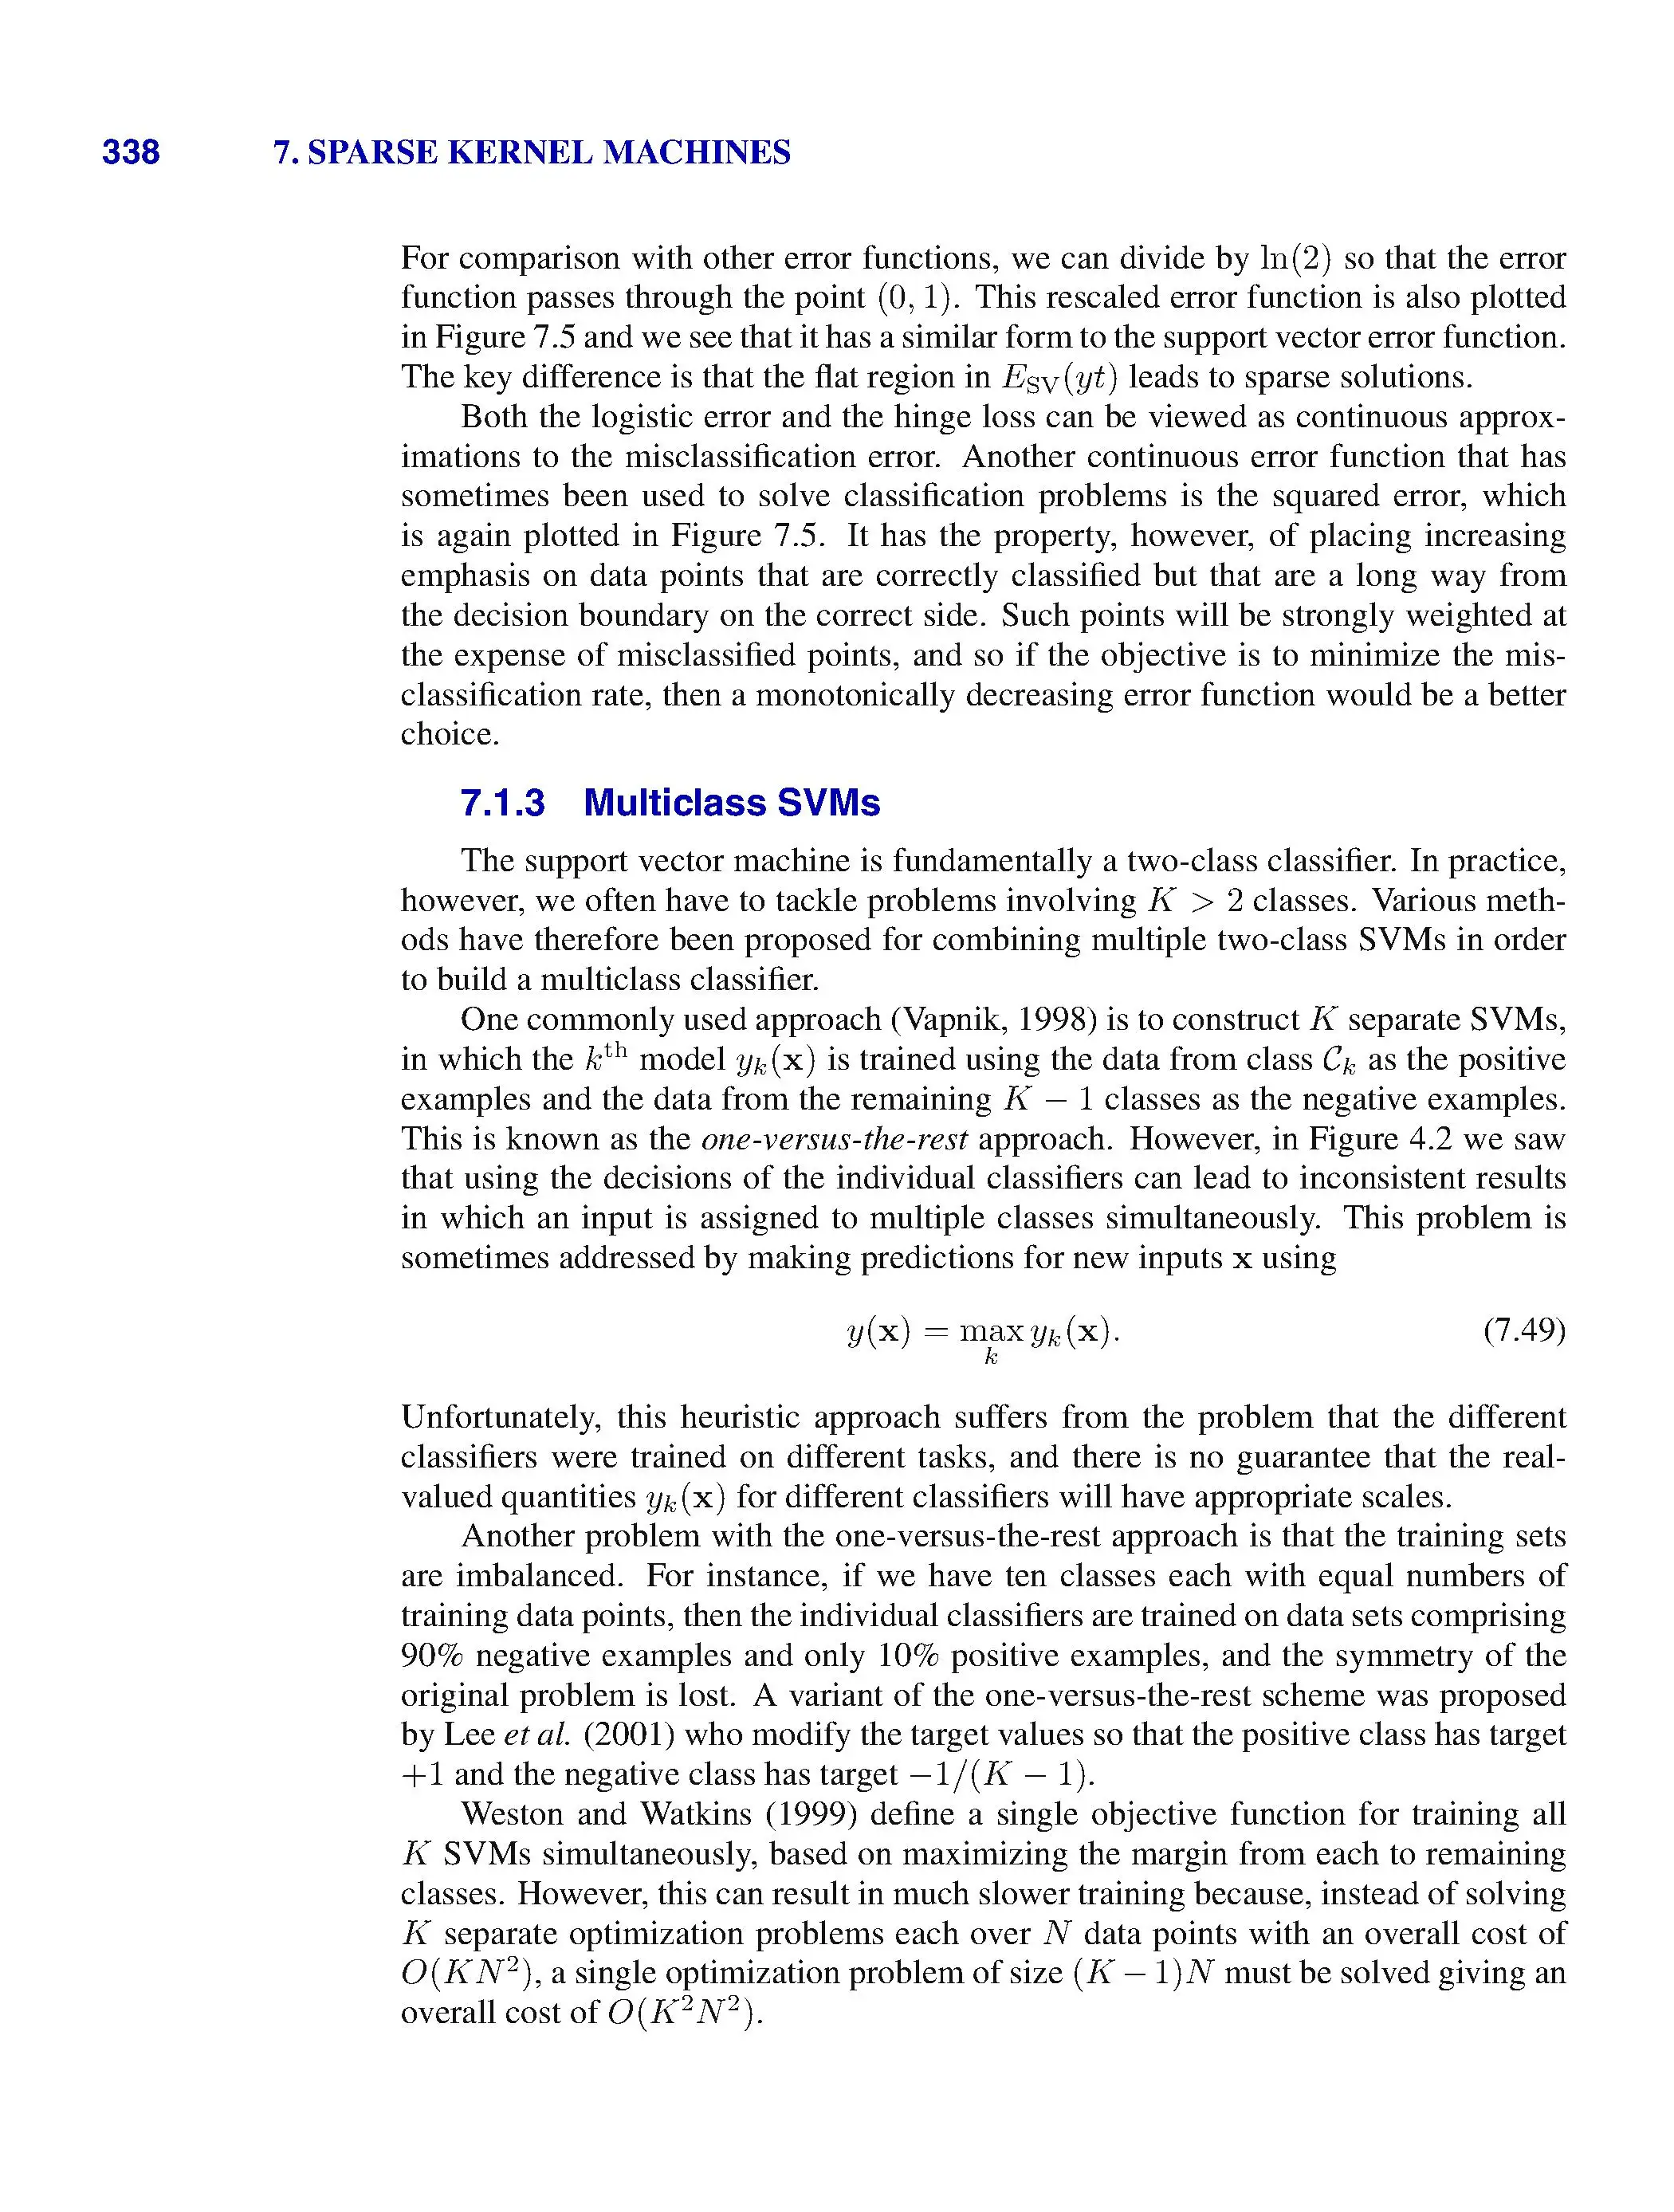 338 7. SPARSE KERNEL MACHINES
For comparison with other error functions, we can divide by ln(2) so that the error
function passes through the point (0, 1). This rescaled error function is also plotted
in Figure 7.5 and we see that it has a similar form to the support vector error function.
The key difference is that the flat region in E_SV(yt) leads to sparse solutions.
Both the logistic error and the hinge loss can be viewed as continuous approx-
imations to the misclassification error. Another continuous error function that has
sometimes been used to solve classification problems is the squared error, which
is again plotted in Figure 7.5. It has the property, however, of placing increasing
emphasis on data points that are correctly classified but that are a long way from
the decision boundary on the correct side. Such points will be strongly weighted at
the expense of misclassified points, and so if the objective is to minimize the mis-
classification rate, then a monotonically decreasing error function would be a better
choice.
7.1.3 Multiclass SVMs
The support vector machine is fundamentally a two-class classifier. In practice,
however, we often have to tackle problems involving K > 2 classes. Various meth-
ods have therefore been proposed for combining multiple two-class SVMs in order
to build a multiclass classifier.
One commonly used approach (Vapnik, 1998) is to construct K separate SVMs,
in which the k^th model y_k(x) is trained using the data from class C_k as the positive
examples and the data from the remaining K − 1 classes as the negative examples.
This is known as the one-versus-the-rest approach. However, in Figure 4.2 we saw
that using the decisions of the individual classifiers can lead to inconsistent results
in which an input is assigned to multiple classes simultaneously. This problem is
sometimes addressed by making predictions for new inputs x using
y(x) = max_k y_k(x). (7.49)
Unfortunately, this heuristic approach suffers from the problem that the different
classifiers were trained on different tasks, and there is no guarantee that the real-
valued quantities y_k(x) for different classifiers will have appropriate scales.
Another problem with the one-versus-the-rest approach is that the training sets
are imbalanced. For instance, if we have ten classes each with equal numbers of
training data points, then the individual classifiers are trained on data sets comprising
90% negative examples and only 10% positive examples, and the symmetry of the
original problem is lost. A variant of the one-versus-the-rest scheme was proposed
by Lee et al. (2001) who modify the target values so that the positive class has target
+1 and the negative class has target −1/(K − 1).
Weston and Watkins (1999) define a single objective function for training all
K SVMs simultaneously, based on maximizing the margin from each to remaining
classes. However, this can result in much slower training because, instead of solving
K separate optimization problems each over N data points with an overall cost of
O(KN²), a single optimization problem of size (K − 1)N must be solved giving an
overall cost of O(K²N²).